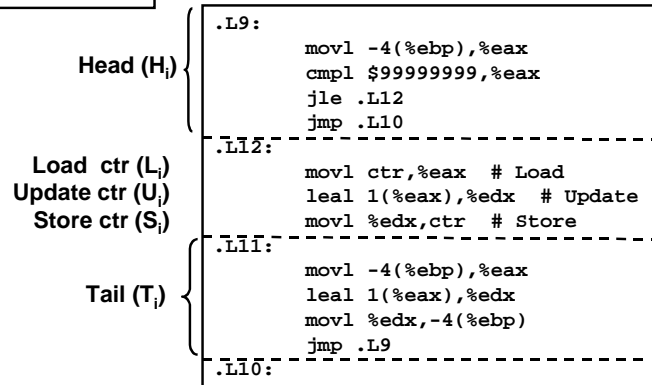 .L9:
movl -4(%ebp),%eax
Head (Hi)
cmpl $99999999,%eax
jle .L12
jmp .L10
.L12:
Load ctr (Li)
movl ctr,%eax # Load
Update ctr (Ui)
leal 1(%eax),%edx # Update
Store ctr (Si)
movl %edx,ctr # Store
.L11:
movl -4(%ebp),%eax
Tail (Ti)
leal 1(%eax),%edx
movl %edx,-4(%ebp)
jmp .L9
.L10: